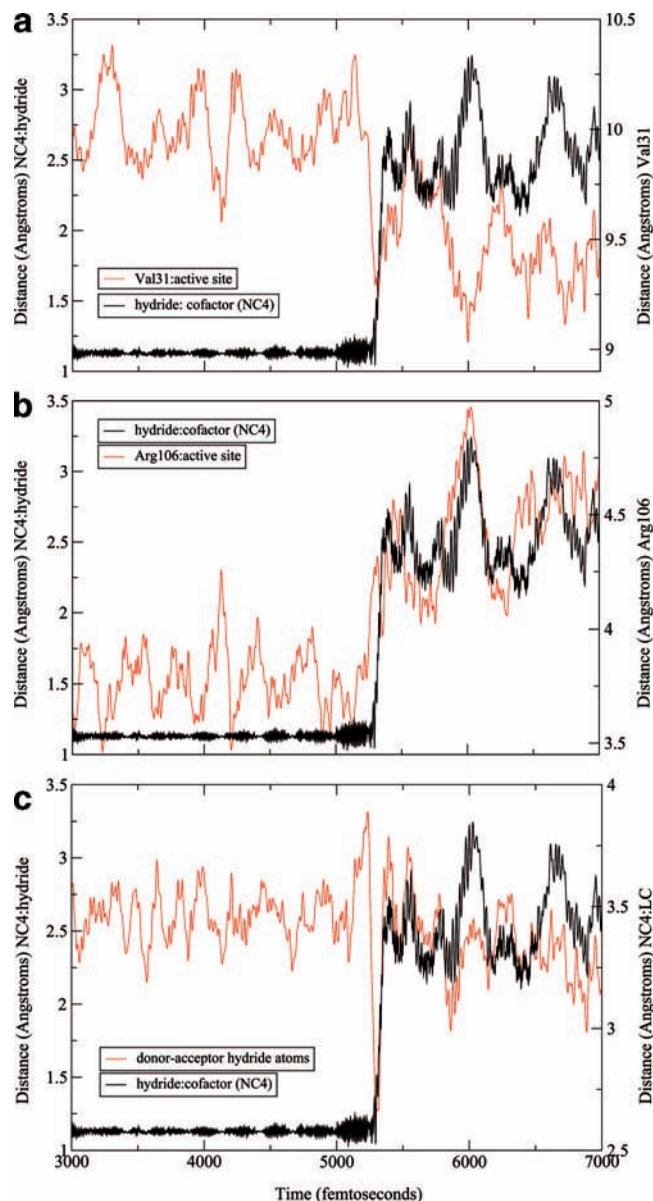 a
3.5
3
2.5
2
1.5
1
Distance (Angstroms) NC4:hydride
10.5
10
9.5
9
Distance (Angstroms) Val31
Val31:active site
hydride: cofactor (NC4)
b
3.5
3
2.5
2
1.5
1
Distance (Angstroms) NC4:hydride
5
4.5
4
3.5
Distance (Angstroms) Arg106
hydride:cofactor (NC4)
Arg106:active site
c
3.5
3
2.5
2
1.5
1
Distance (Angstroms) NC4:hydride
4
3.5
3
2.5
Distance (Angstroms) NC4:LC
donor-acceptor hydride atoms
hydride:cofactor (NC4)
3000 4000 5000 6000 7000
Time (femtoseconds)